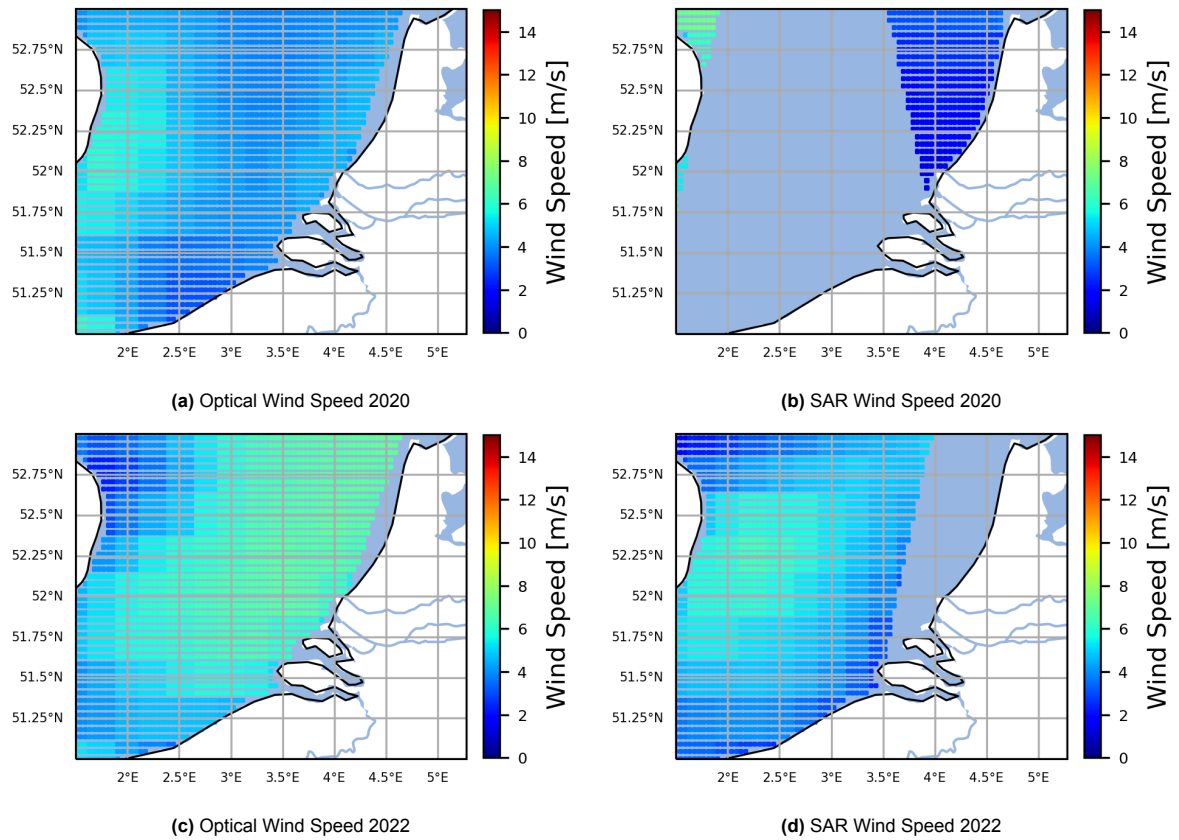 52.75°N
52.5°N
52.25°N
52°N
51.75°N
51.5°N
51.25°N
2°E 2.5°E 3°E 3.5°E 4°E 4.5°E 5°E
14
12
10
8
6
4
2
0
Wind Speed [m/s]
(a) Optical Wind Speed 2020
52.75°N
52.5°N
52.25°N
52°N
51.75°N
51.5°N
51.25°N
2°E 2.5°E 3°E 3.5°E 4°E 4.5°E 5°E
14
12
10
8
6
4
2
0
Wind Speed [m/s]
(b) SAR Wind Speed 2020
52.75°N
52.5°N
52.25°N
52°N
51.75°N
51.5°N
51.25°N
2°E 2.5°E 3°E 3.5°E 4°E 4.5°E 5°E
14
12
10
8
6
4
2
0
Wind Speed [m/s]
(c) Optical Wind Speed 2022
52.75°N
52.5°N
52.25°N
52°N
51.75°N
51.5°N
51.25°N
2°E 2.5°E 3°E 3.5°E 4°E 4.5°E 5°E
14
12
10
8
6
4
2
0
Wind Speed [m/s]
(d) SAR Wind Speed 2022